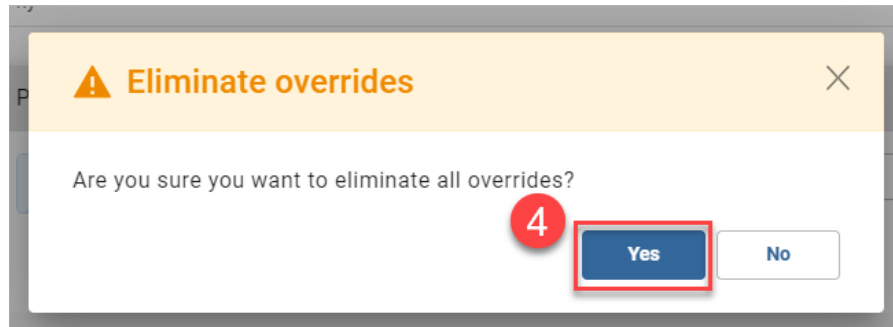 Eliminate overrides
P
Are you sure you want to eliminate all overrides?
4
Yes
No